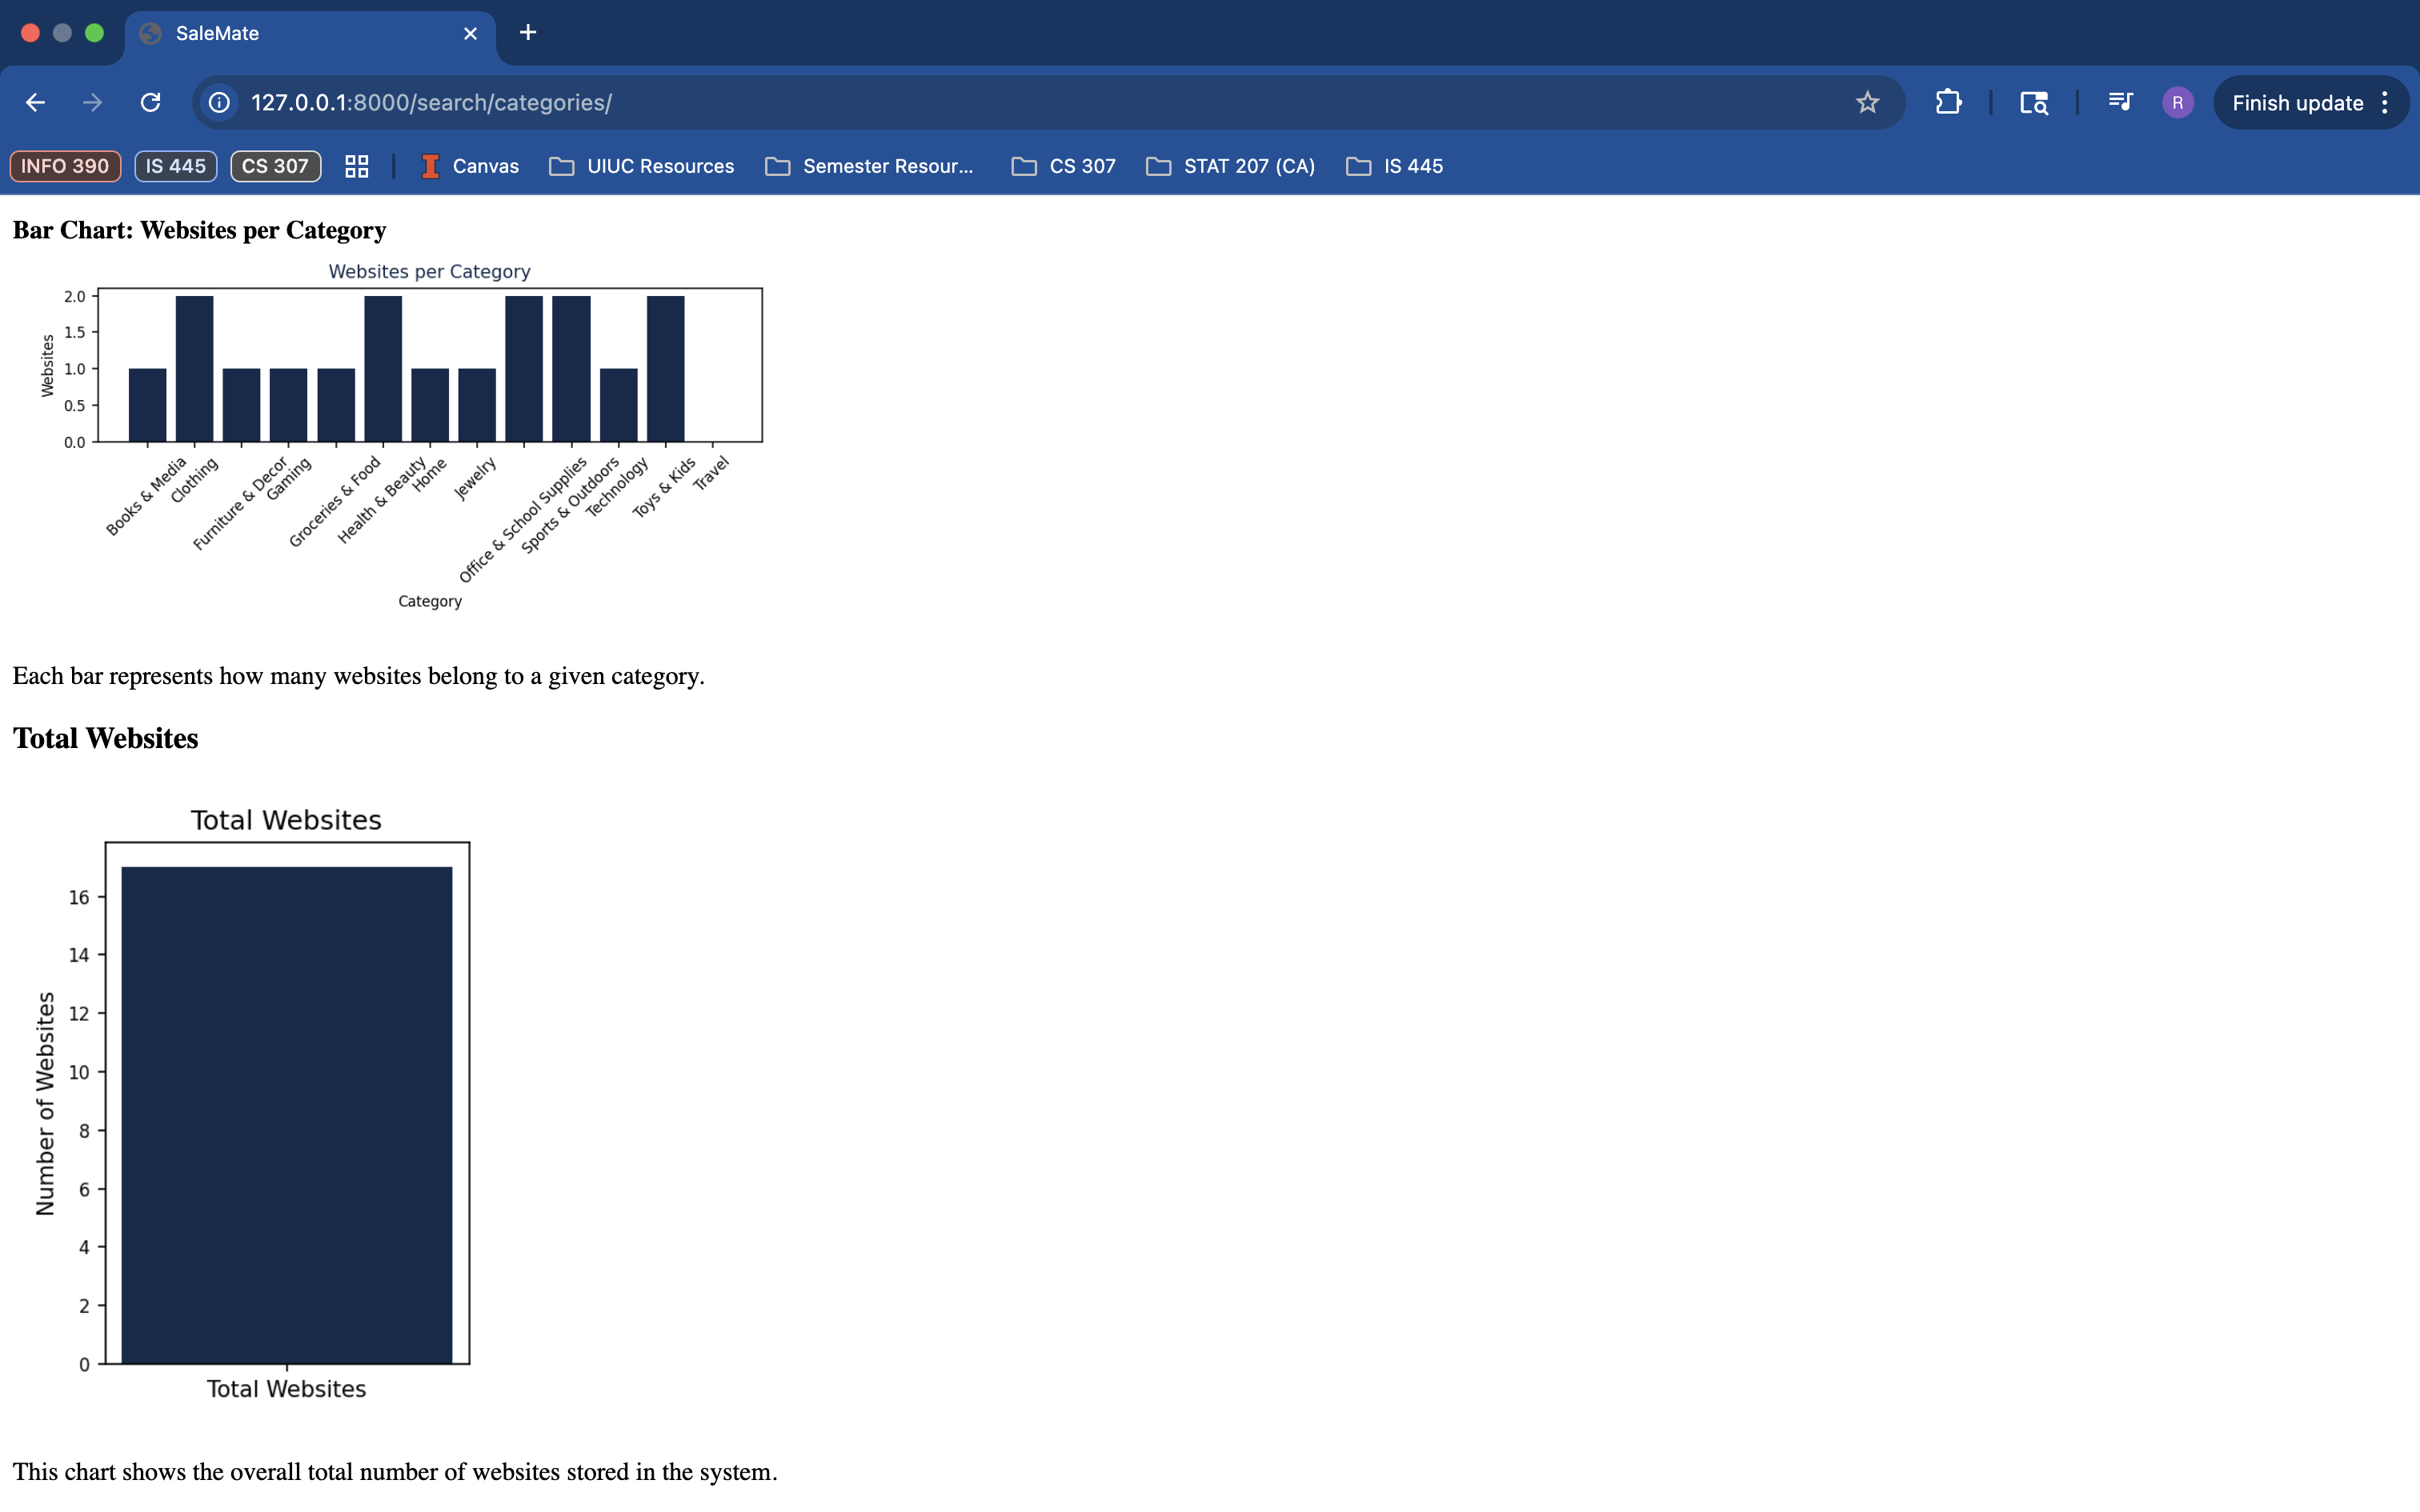 SaleMate
127.0.0.1:8000/search/categories/
R
Finish update
INFO 390
IS 445
CS 307
Canvas
UIUC Resources
Semester Resour...
CS 307
STAT 207 (CA)
IS 445
Bar Chart: Websites per Category
Websites per Category
Websites
2.0
1.5
1.0
0.5
0.0
Books & Media
Clothing
Furniture & Decor
Gaming
Groceries & Food
Health & Beauty
Home
Jewelry
Office & School Supplies
Sports & Outdoors
Technology
Toys & Kids
Travel
Category
Each bar represents how many websites belong to a given category.
Total Websites
Total Websites
Number of Websites
16
14
12
10
8
6
4
2
0
Total Websites
This chart shows the overall total number of websites stored in the system.